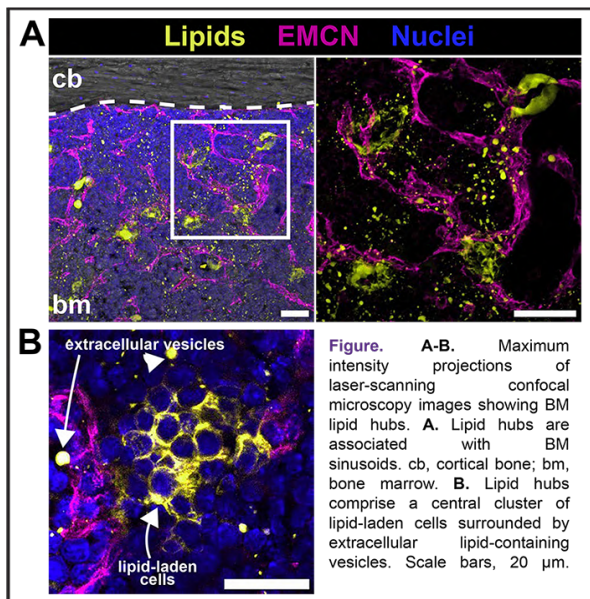 A
Lipids EMCN Nuclei
cb
bm
B
extracellular vesicles
lipid-laden
cells
Figure. A-B. Maximum
intensity projections of
laser-scanning confocal
microscopy images showing BM
lipid hubs. A. Lipid hubs are
associated with BM
sinusoids. cb, cortical bone; bm,
bone marrow. B. Lipid hubs
comprise a central cluster of
lipid-laden cells surrounded by
extracellular lipid-containing
vesicles. Scale bars, 20 µm.